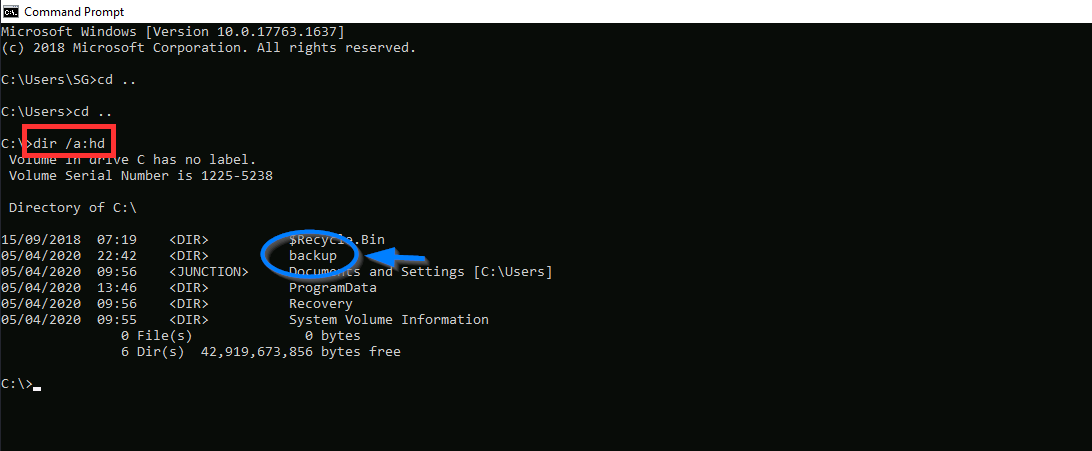 Command Prompt
Microsoft Windows [Version 10.0.17763.1637]
(c) 2018 Microsoft Corporation. All rights reserved.
C:\Users\SG>cd ..
C:\Users>cd ..
C:\>dir /a:hd
 Volume in drive C has no label.
 Volume Serial Number is 1225-5238
 Directory of C:\
15/09/2018  07:19    <DIR>          $Recycle.Bin
05/04/2020  22:42    <DIR>          backup
05/04/2020  09:56    <JUNCTION>     Documents and Settings [C:\Users]
05/04/2020  13:46    <DIR>          ProgramData
05/04/2020  09:56    <DIR>          Recovery
05/04/2020  09:55    <DIR>          System Volume Information
               0 File(s)              0 bytes
               6 Dir(s)  42,919,673,856 bytes free
C:\>